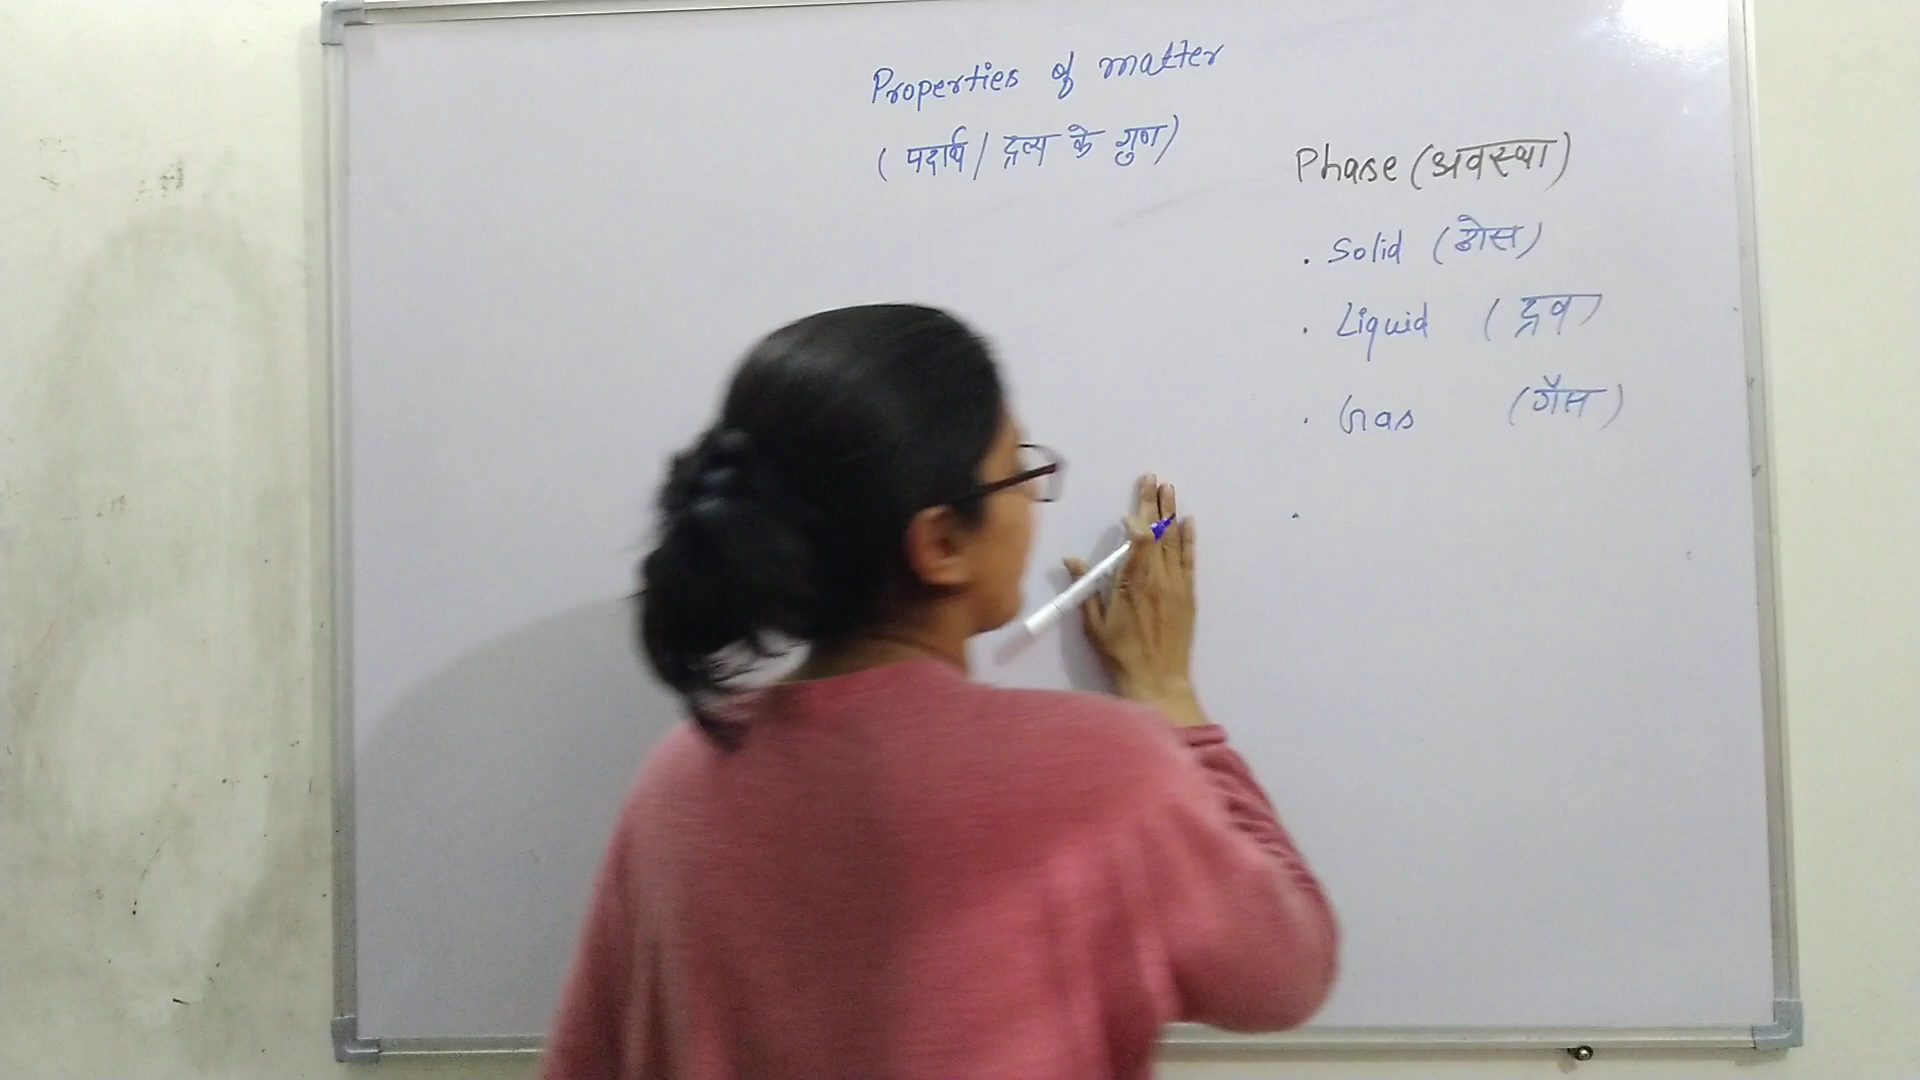 Properties of matter
(पदार्थ/ द्रव्य के गुण)
Phase (अवस्था)
. Solid (ठोस)
. Liquid (द्रव)
. Gas (गैस)
.